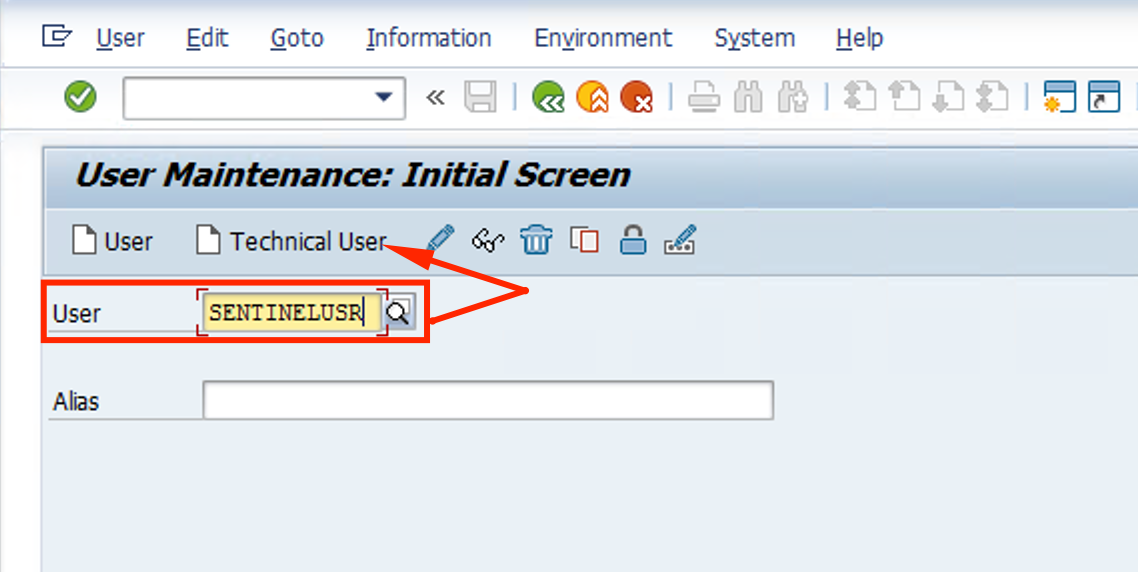 User Edit Goto Information Environment System Help
User Maintenance: Initial Screen
User Technical User
User SENTINELUSR
Alias